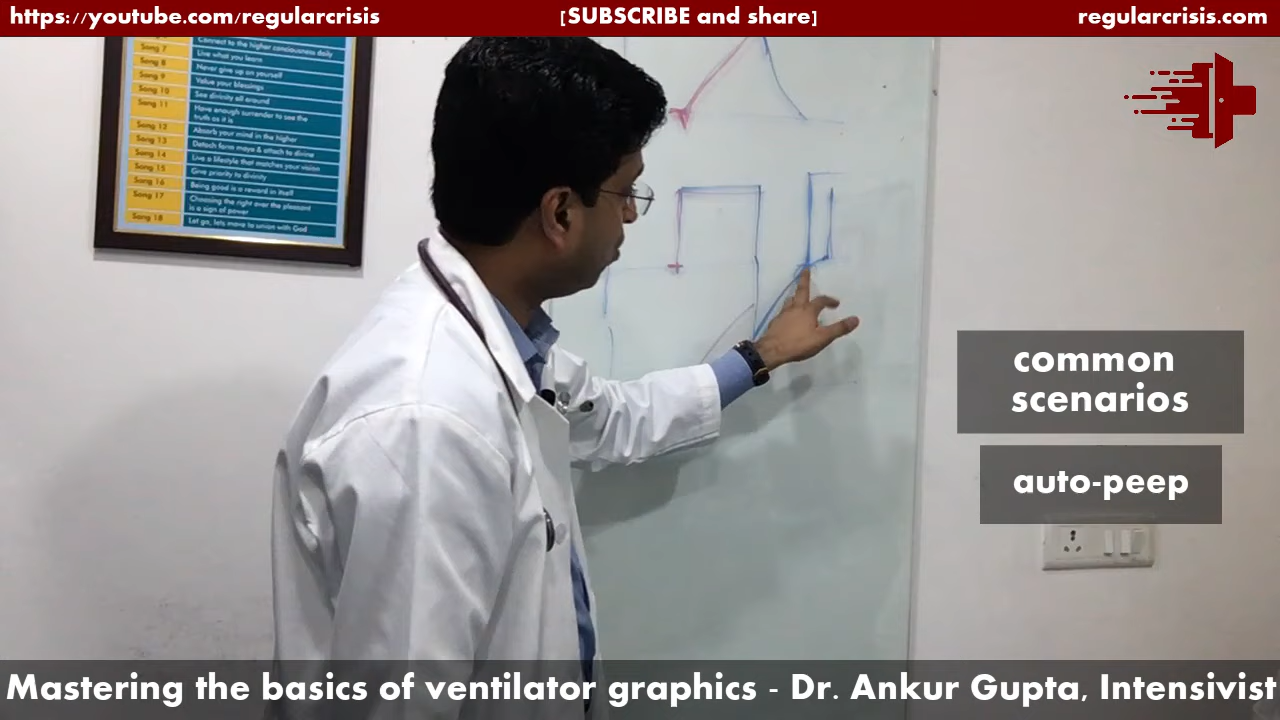 https://youtube.com/regularcrisis
[SUBSCRIBE and share]
regularcrisis.com
Song 7 Connect to the higher conciousness daily
Song 8 Live what you learn
Song 9 Never give up on yourself
Song 10 Value your blessings
Song 11 See divinity all around
Have enough surrender to see the
truth as it is
Song 12 Absorb your mind in the higher
Song 13 Detach form maya & attach to divine
Song 14 Live a lifestyle that matches your vision
Song 15 Give priority to divinity
Song 16 Being good is a reward in itself
Song 17 Choosing the right over the pleasant
is a sign of power
Song 18 Let go, lets move to union with God
common
scenarios
auto-peep
Mastering the basics of ventilator graphics - Dr. Ankur Gupta, Intensivist